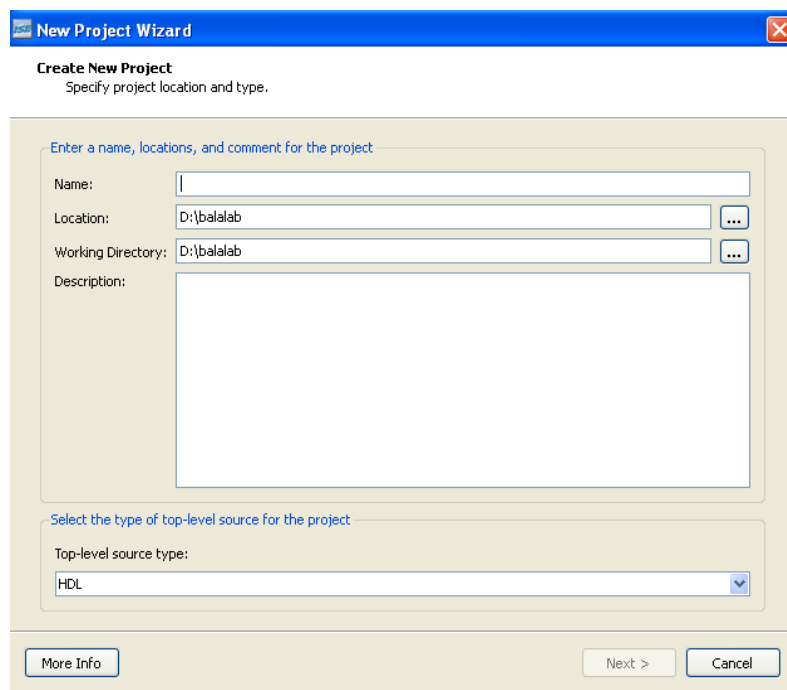 ISE New Project Wizard
Create New Project
Specify project location and type.
Enter a name, locations, and comment for the project
Name:
Location: D:\balalab ...
Working Directory: D:\balalab ...
Description:
Select the type of top-level source for the project
Top-level source type:
HDL
More Info Next > Cancel